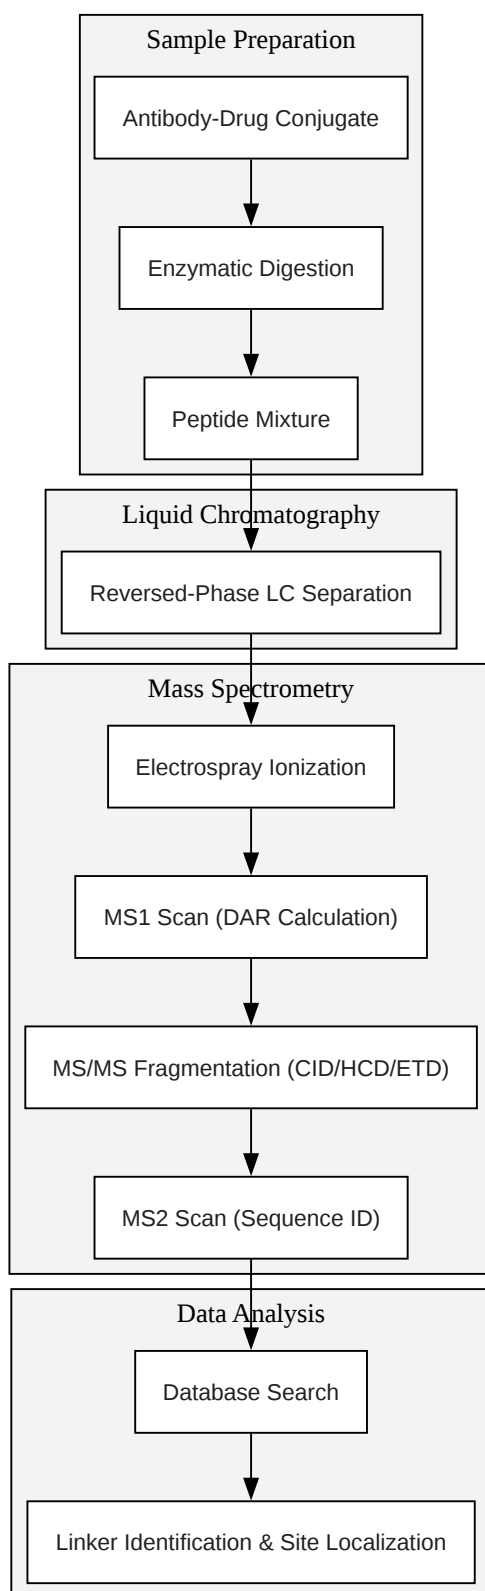 Sample Preparation
Antibody-Drug Conjugate
Enzymatic Digestion
Peptide Mixture
Liquid Chromatography
Reversed-Phase LC Separation
Mass Spectrometry
Electrospray Ionization
MS1 Scan (DAR Calculation)
MS/MS Fragmentation (CID/HCD/ETD)
MS2 Scan (Sequence ID)
Data Analysis
Database Search
Linker Identification & Site Localization